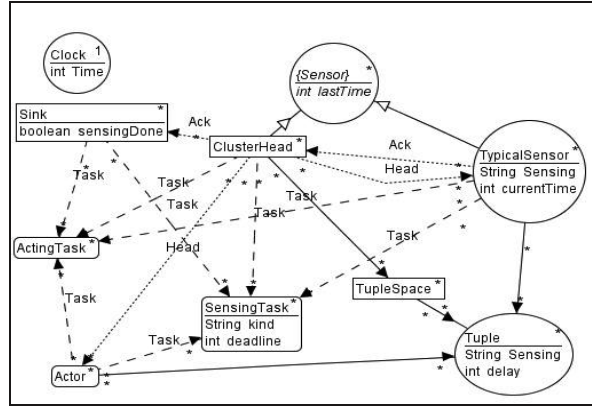 Clock 1
int Time
{Sensor} *
int lastTime
Sink *
boolean sensingDone
Ack
ClusterHead *
Ack
Head
TypicalSensor *
String Sensing
int currentTime
Task
Task
Task
Task
Task
Task
ActingTask *
Head
Task
TupleSpace *
Task
SensingTask *
String kind
int deadline
Task
Actor *
Tuple *
String Sensing
int delay